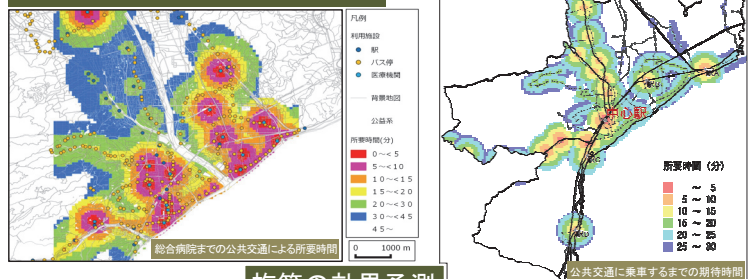 凡例
利用施設
駅
バス停
医療機関
背景地図
公益系
所要時間(分)
0~<5
5~<10
10~<15
15~<20
20~<30
30~<45
45~
0 1000 m
総合病院までの公共交通による所要時間
中心駅
所要時間 (分)
~ 5
5 ~ 10
10 ~ 15
16 ~ 20
20 ~ 25
25 ~ 30
公共交通に乗車するまでの期待時間